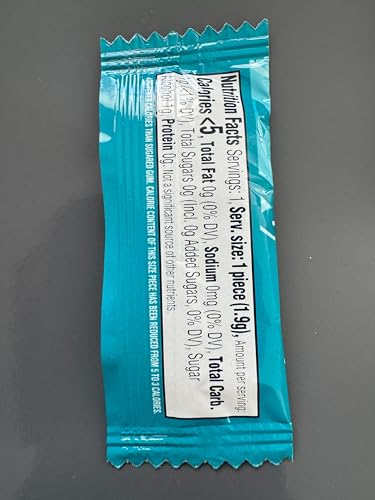 Nutrition Facts Servings: 1, Serv. size: 1 piece (1.9g), Amount per serving:
Calories <5, Total Fat 0g (0% DV), Sodium 0mg (0% DV), Total Carb.
(<1% DV), Total Sugars 0g (Incl. 0g Added Sugars, 0% DV), Sugar
Alcohol 1g, Protein 0g. Not a significant source of other nutrients.
CALORIES THAN SUGARED GUM. CALORIE CONTENT OF THIS SIZE PIECE HAS BEEN REDUCED FROM 5 TO 3 CALORIES.